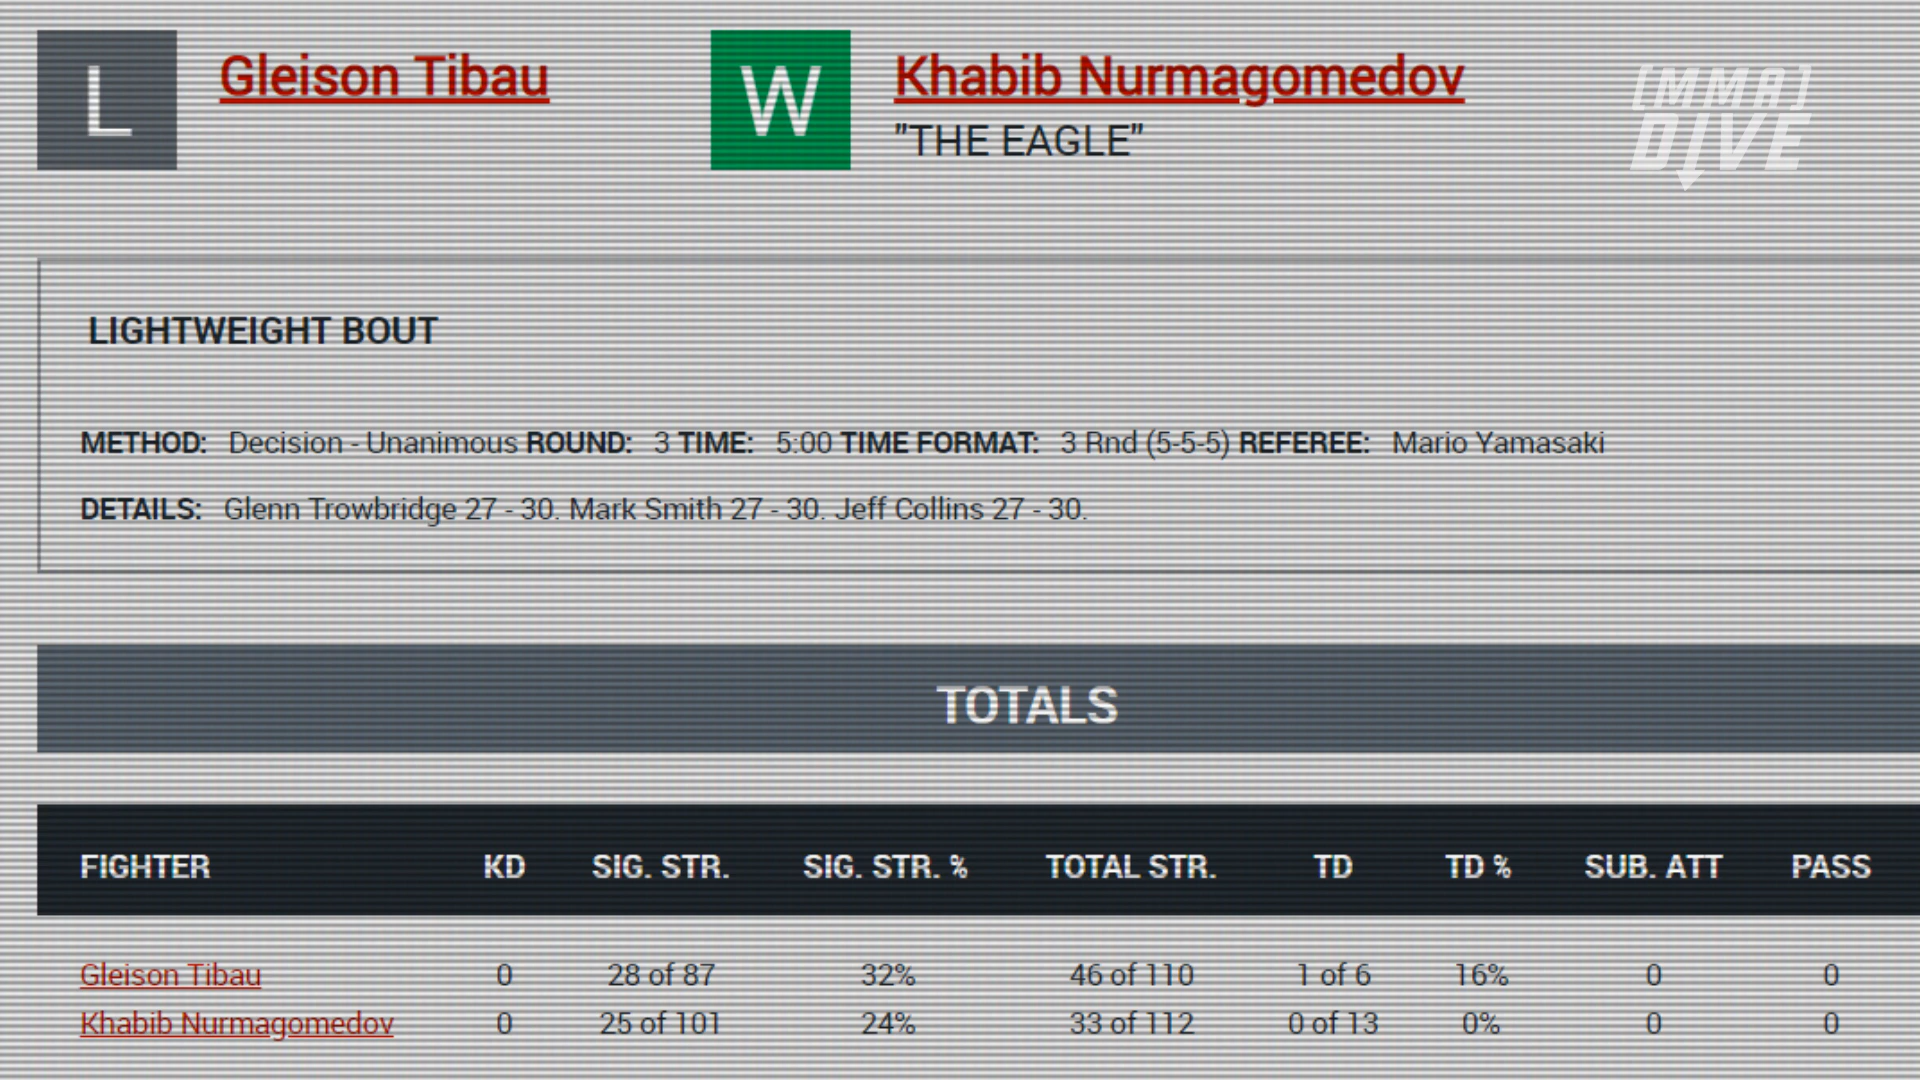 L Gleison Tibau W Khabib Nurmagomedov
"THE EAGLE"
[MMA]
DIVE
LIGHTWEIGHT BOUT
METHOD: Decision - Unanimous ROUND: 3 TIME: 5:00 TIME FORMAT: 3 Rnd (5-5-5) REFEREE: Mario Yamasaki
DETAILS: Glenn Trowbridge 27 - 30. Mark Smith 27 - 30. Jeff Collins 27 - 30.
TOTALS
FIGHTER KD SIG. STR. SIG. STR. % TOTAL STR. TD TD % SUB. ATT PASS
Gleison Tibau 0 28 of 87 32% 46 of 110 1 of 6 16% 0 0
Khabib Nurmagomedov 0 25 of 101 24% 33 of 112 0 of 13 0% 0 0